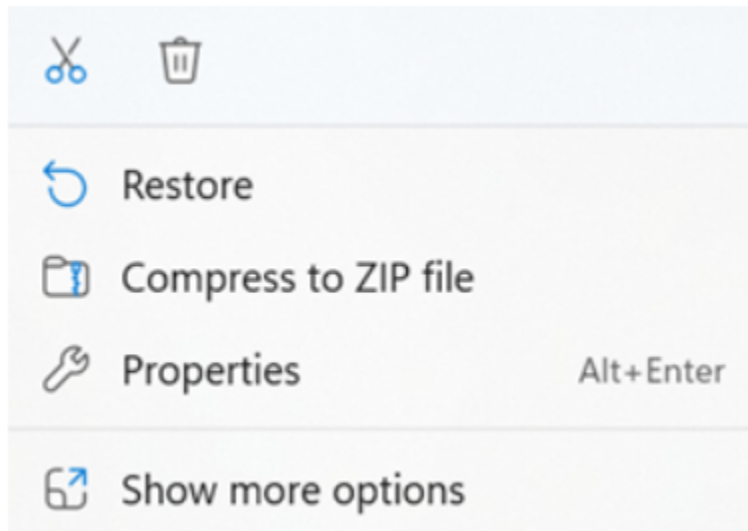 Restore
Compress to ZIP file
Properties Alt+Enter
Show more options